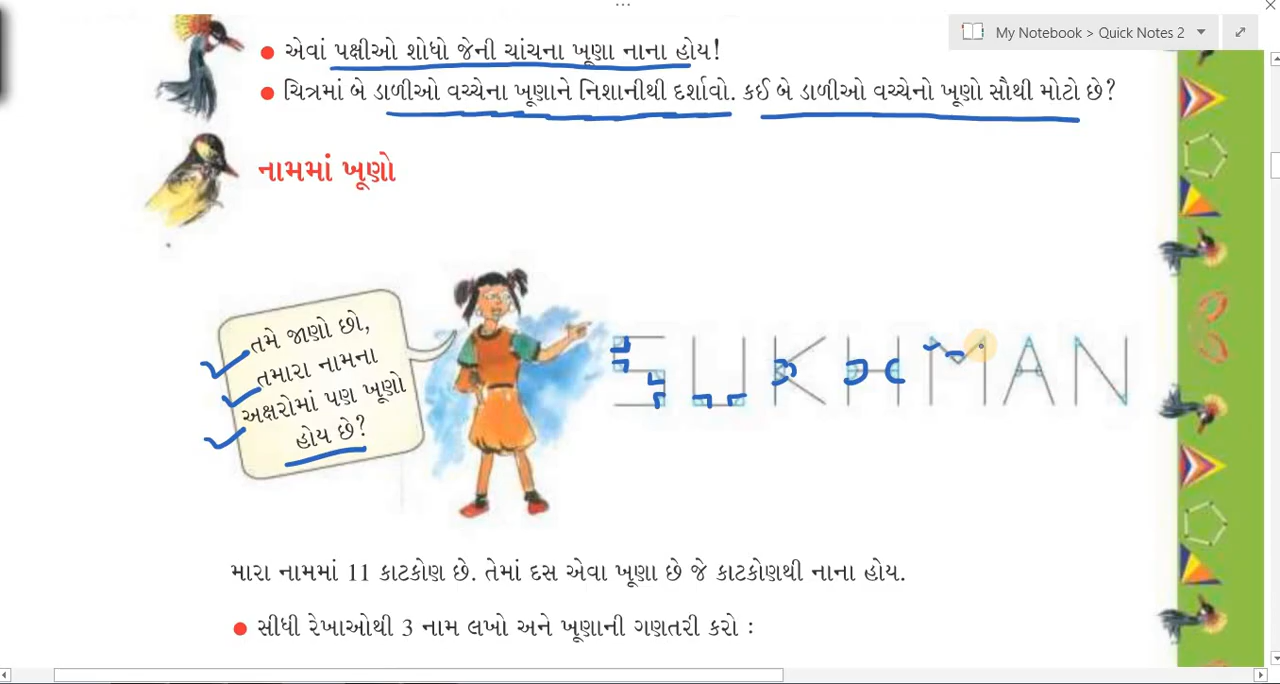 My Notebook > Quick Notes 2
એવાં પક્ષીઓ શોધો જેની ચાંચના ખૂણા નાના હોય!
ચિત્રમાં બે ડાળીઓ વચ્ચેના ખૂણાને નિશાનીથી દર્શાવો. કઈ બે ડાળીઓ વચ્ચેનો ખૂણો સૌથી મોટો છે?
નામમાં ખૂણો
તમે જાણો છો,
તમારા નામના
અક્ષરોમાં પણ ખૂણો
હોય છે?
SUKHMAN
મારા નામમાં 11 કાટકોણ છે. તેમાં દસ એવા ખૂણા છે જે કાટકોણથી નાના હોય.
સીધી રેખાઓથી 3 નામ લખો અને ખૂણાની ગણતરી કરો :